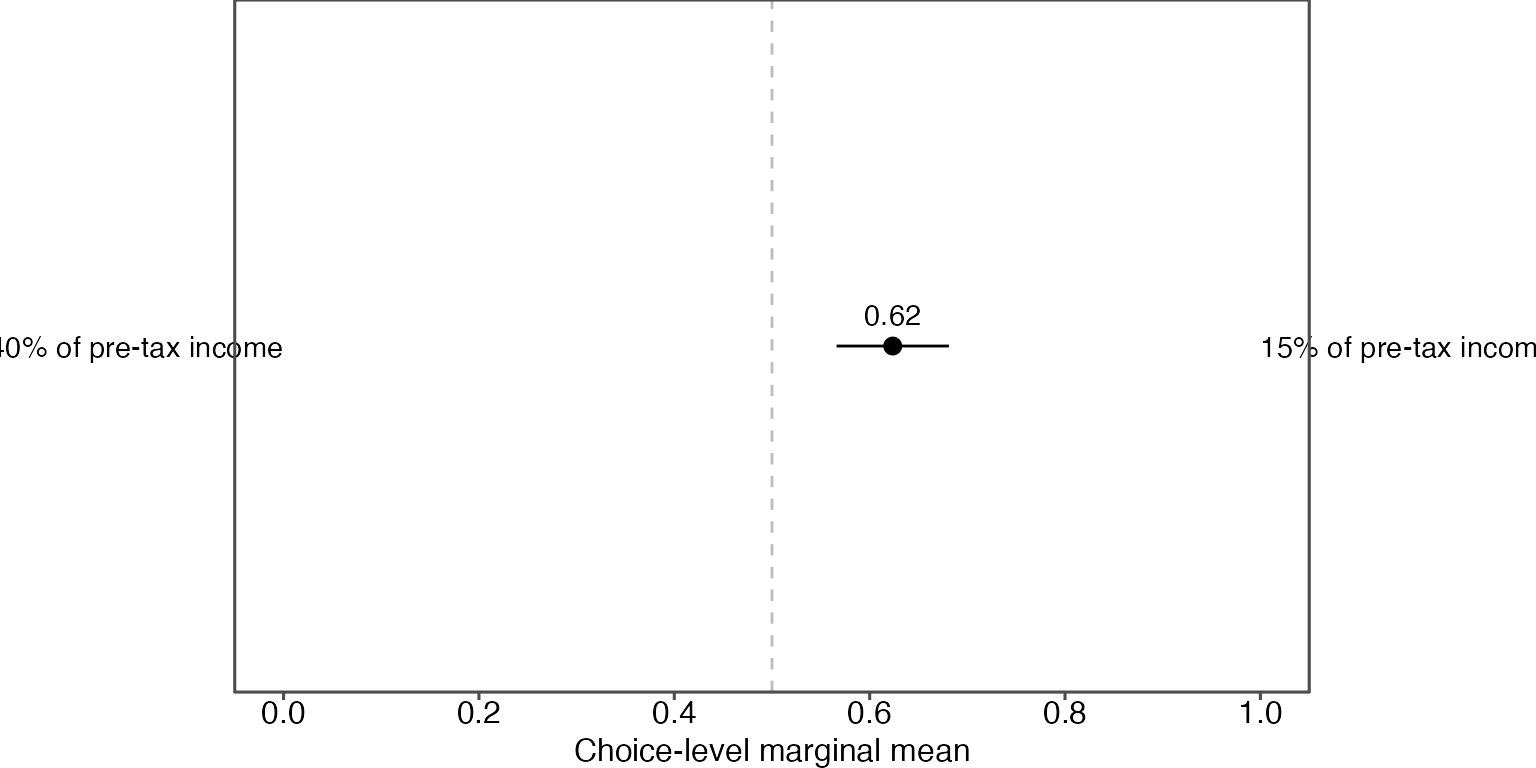 0.62
40% of pre-tax income
15% of pre-tax incom
0.0 0.2 0.4 0.6 0.8 1.0
Choice-level marginal mean